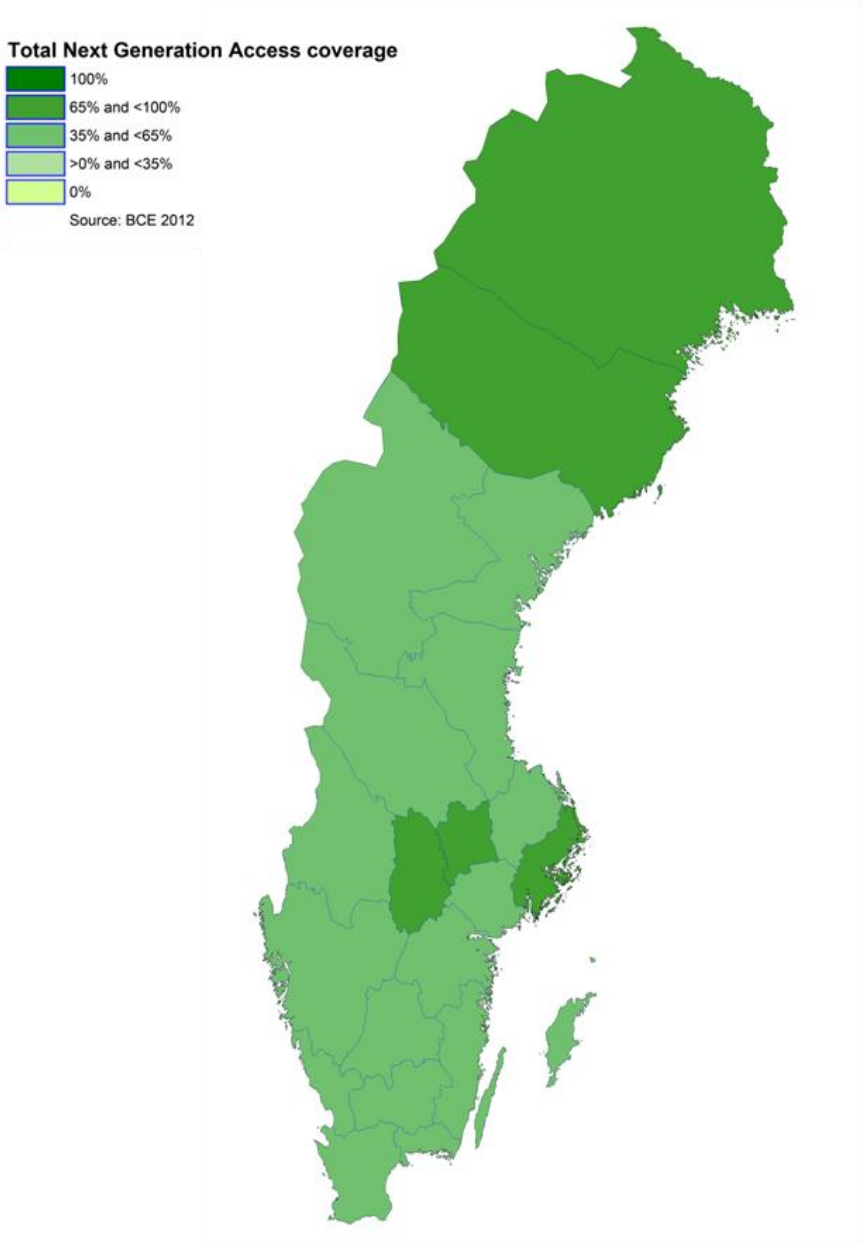 Total Next Generation Access coverage
100%
65% and <100%
35% and <65%
>0% and <35%
0%
Source: BCE 2012